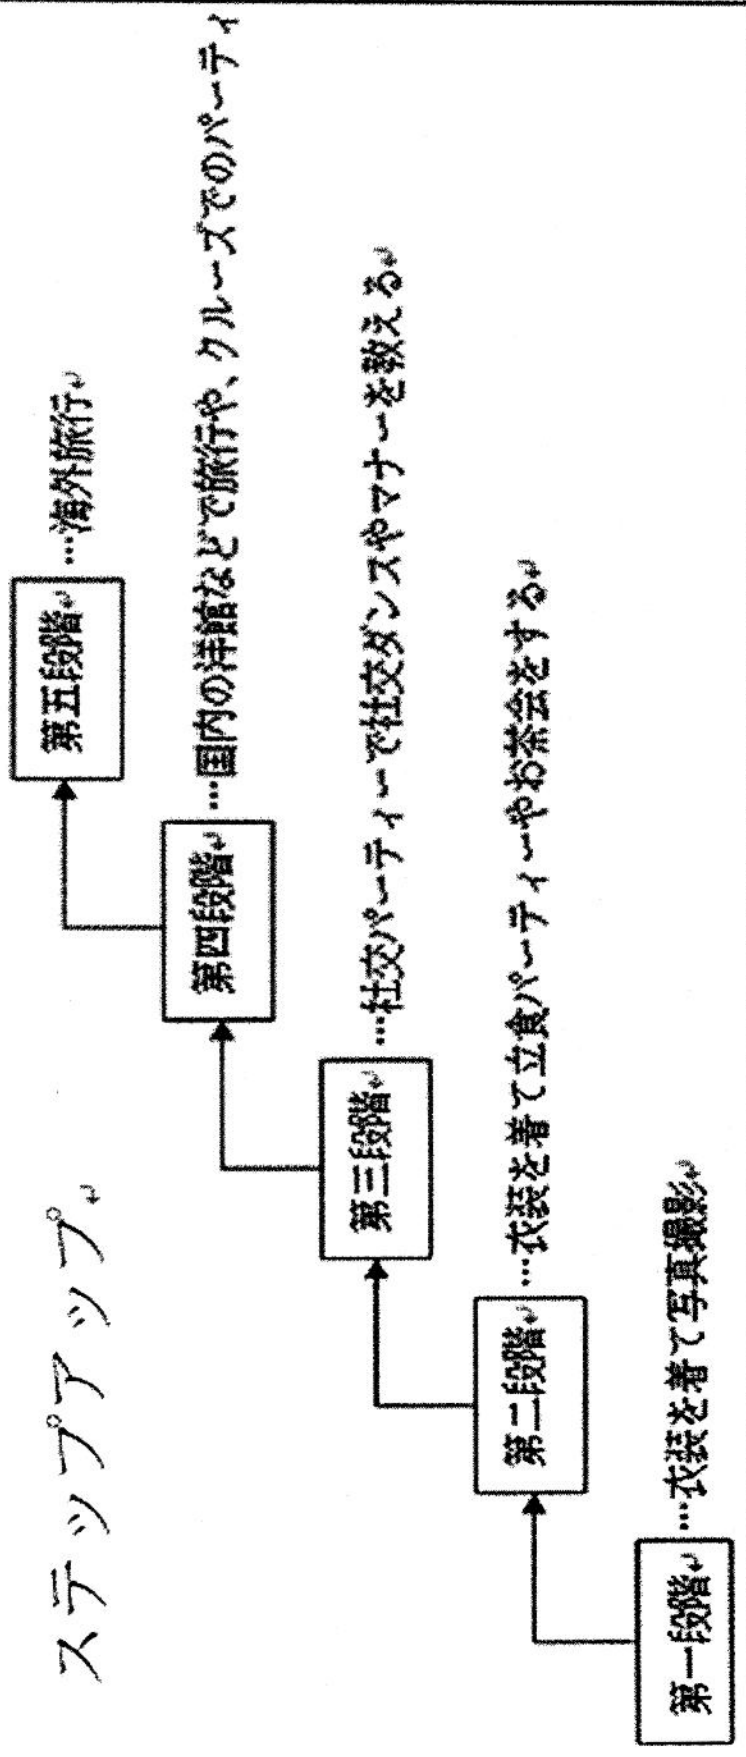 ステップアップ
第五段階 …海外旅行
第四段階 …国内の洋館などで旅行や、クルーズでのパーティ
第三段階 …社交パーティーで社交ダンスやマナーを教える
第二段階 …衣装を着て立食パーティーやお茶会をする
第一段階 …衣装を着て写真撮影